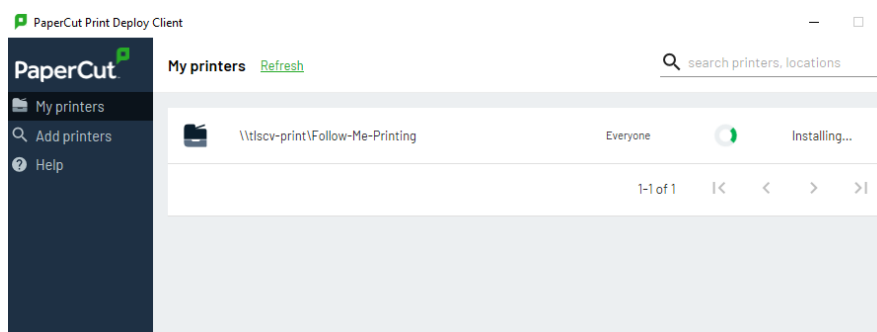 PaperCut Print Deploy Client
PaperCut
My printers Refresh
search printers, locations
My printers
Add printers
Help
\\tlscv-print\Follow-Me-Printing Everyone Installing...
1-1 of 1